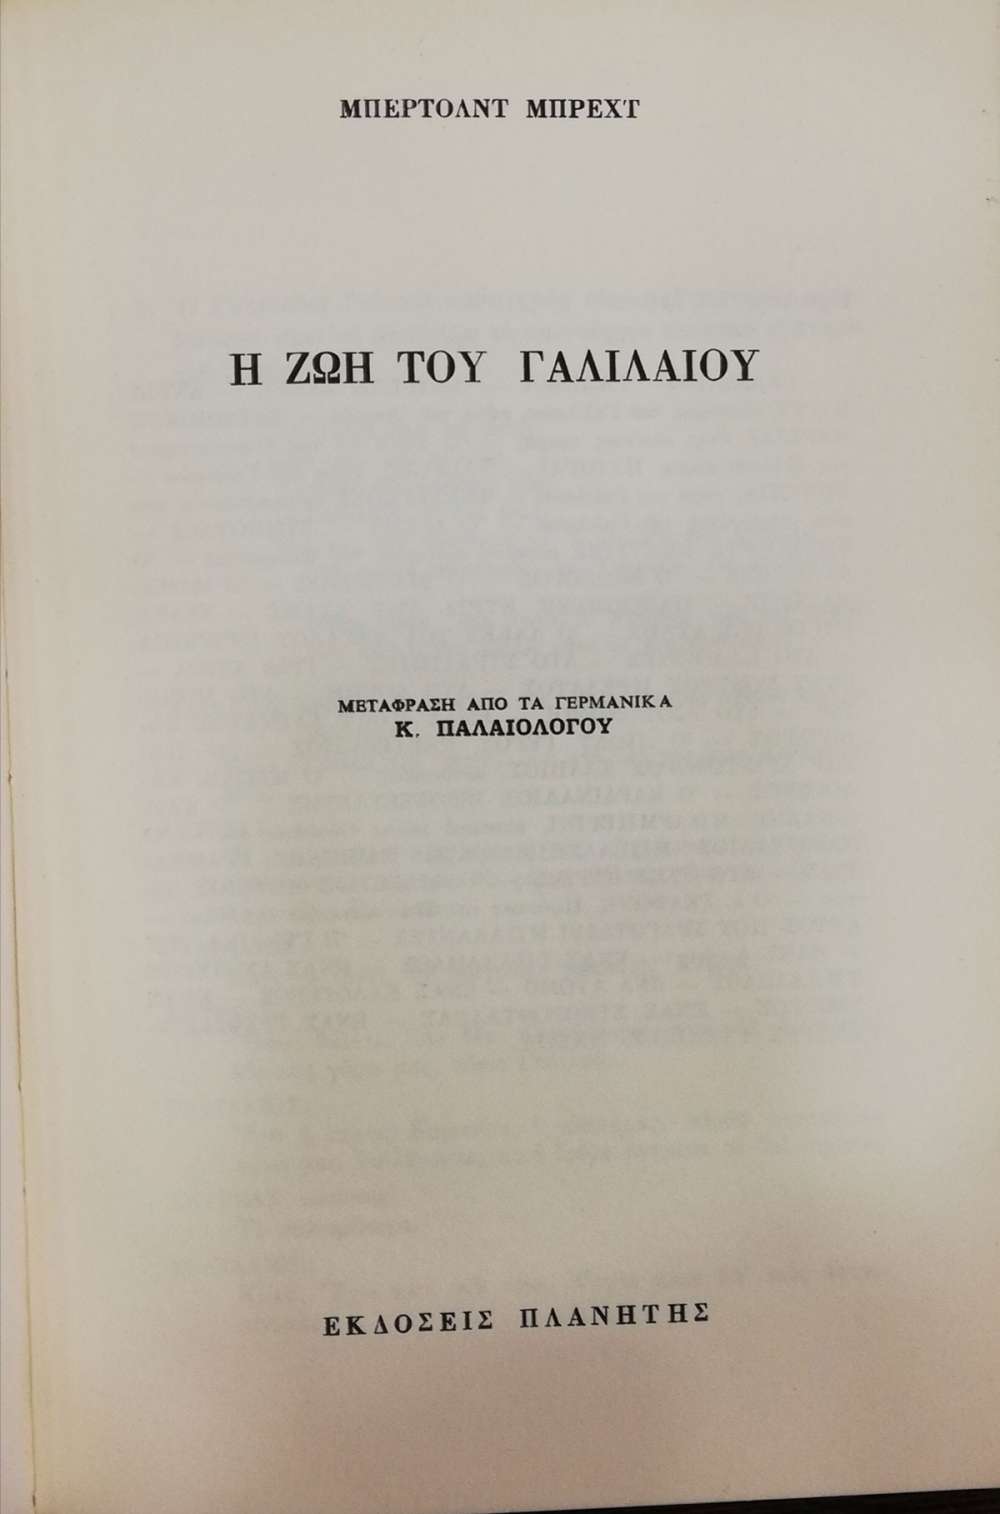 ΜΠΕΡΤΟΛΝΤ ΜΠΡΕΧΤ
Η ΖΩΗ ΤΟΥ ΓΑΛΙΛΑΙΟΥ
ΜΕΤΑΦΡΑΣΗ ΑΠΟ ΤΑ ΓΕΡΜΑΝΙΚΑ
Κ. ΠΑΛΑΙΟΛΟΓΟΥ
ΕΚΔΟΣΕΙΣ ΠΛΑΝΗΤΗΣ